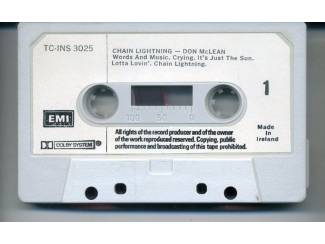 TC-INS 3025
CHAIN LIGHTNING — DON McLEAN
Words And Music. Crying. It's Just The Sun.
Lotta Lovin'. Chain Lightning.
1
EMI
100 50 0
All rights of the record producer and of the owner
of the work reproduced reserved. Copying, public
performance and broadcasting of this tape prohibited.
DOLBY SYSTEM
Made
In
Ireland